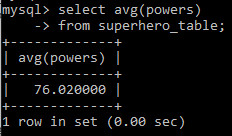 mysql> select avg(powers)
    -> from superhero_table;
+-------------+
| avg(powers) |
+-------------+
|   76.020000 |
+-------------+
1 row in set (0.00 sec)